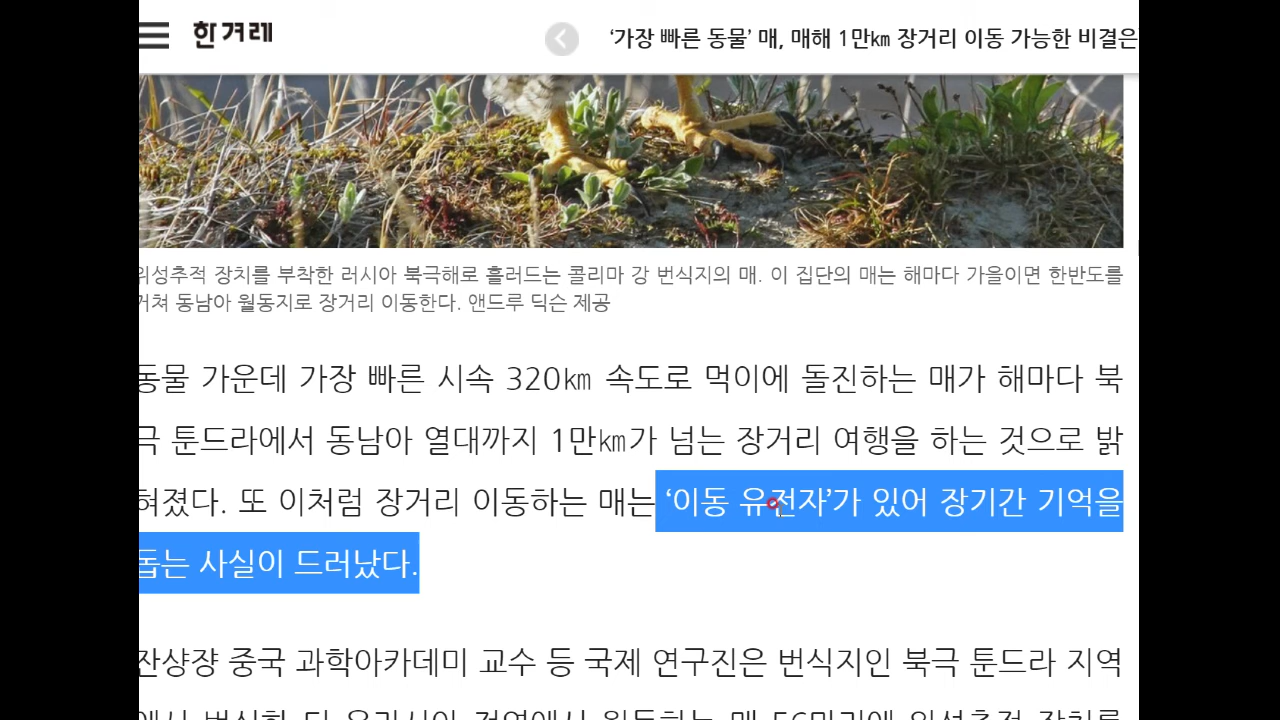 한겨레
‘가장 빠른 동물’ 매, 매해 1만㎞ 장거리 이동 가능한 비결은
위성추적 장치를 부착한 러시아 북극해로 흘러드는 콜리마 강 번식지의 매. 이 집단의 매는 해마다 가을이면 한반도를
거쳐 동남아 월동지로 장거리 이동한다. 앤드루 딕슨 제공
동물 가운데 가장 빠른 시속 320㎞ 속도로 먹이에 돌진하는 매가 해마다 북
극 툰드라에서 동남아 열대까지 1만㎞가 넘는 장거리 여행을 하는 것으로 밝
혀졌다. 또 이처럼 장거리 이동하는 매는 ‘이동 유전자’가 있어 장기간 기억을
돕는 사실이 드러났다.
잔샹쟝 중국 과학아카데미 교수 등 국제 연구진은 번식지인 북극 툰드라 지역